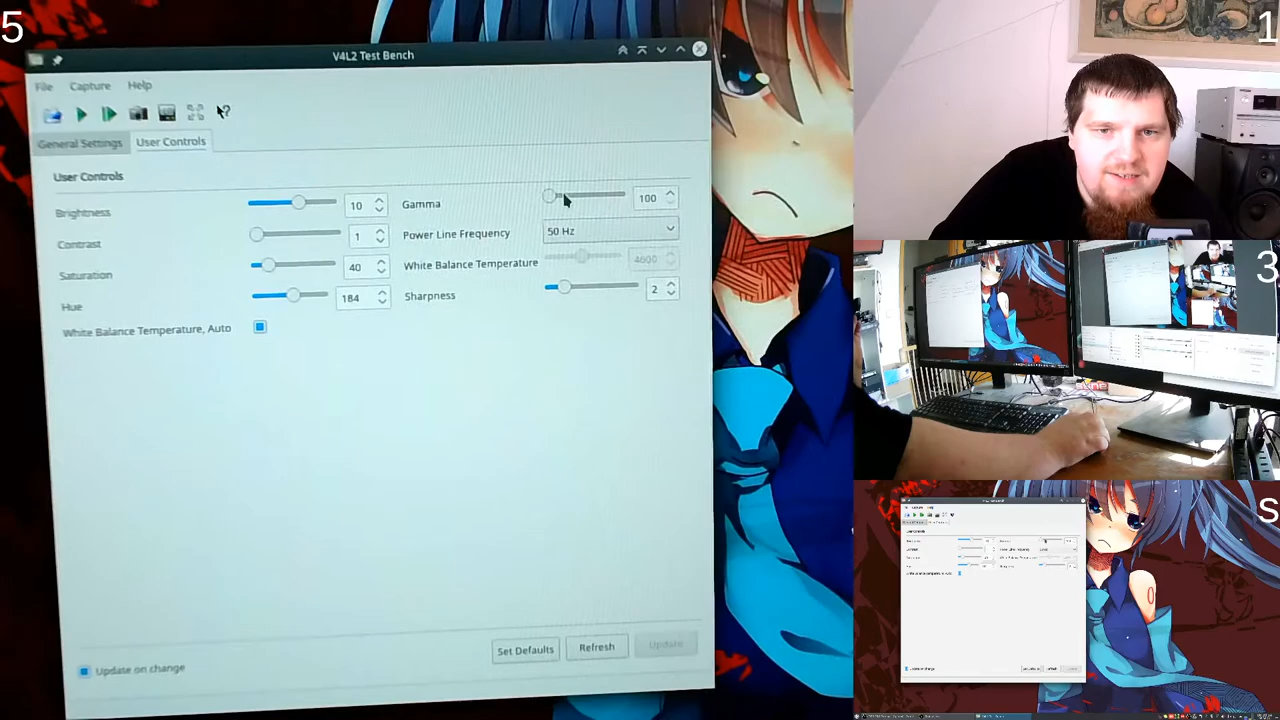 5
V4L2 Test Bench
File Capture Help
General Settings User Controls
User Controls
Brightness 10 Gamma 100
Contrast 1 Power Line Frequency 50 Hz
Saturation 40 White Balance Temperature 4600
Hue 184 Sharpness 2
White Balance Temperature, Auto
Set Defaults Refresh Update
Update on change
1
3
S